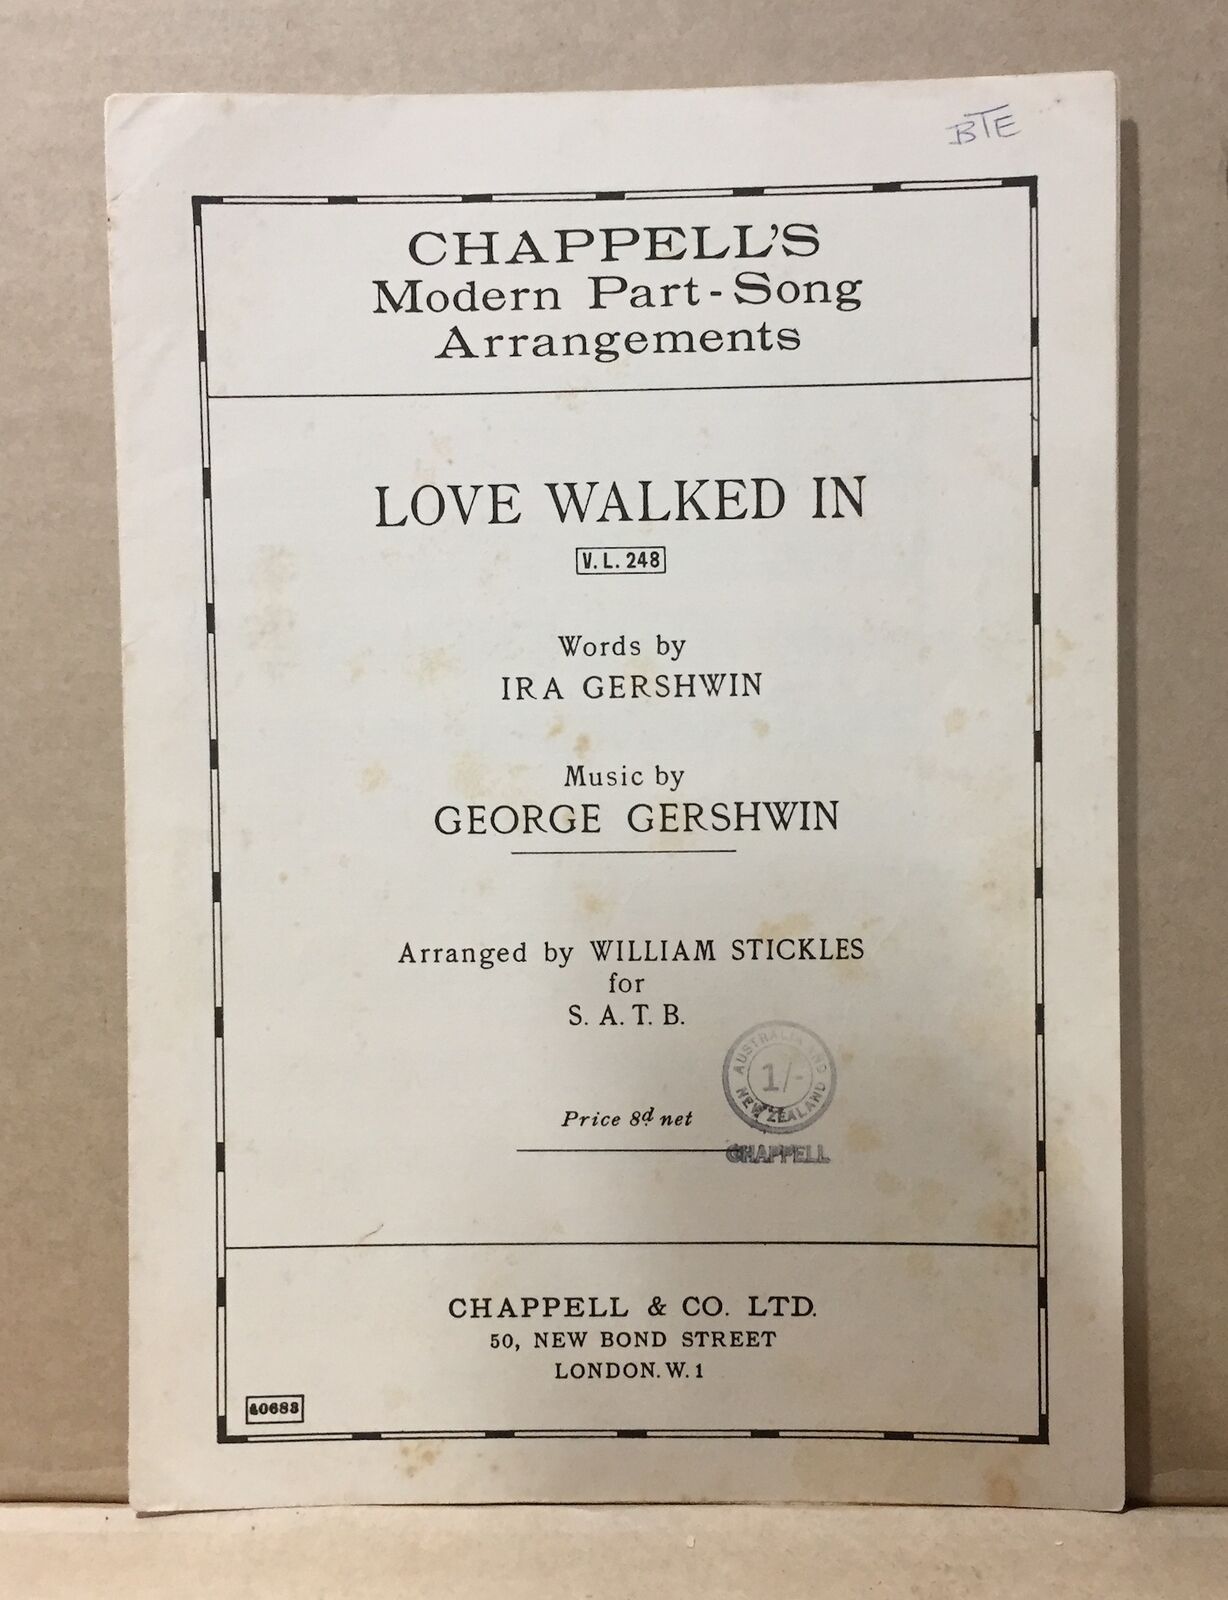 BTE
CHAPPELL'S
Modern Part-Song
Arrangements
LOVE WALKED IN
V. L. 248
Words by
IRA GERSHWIN
Music by
GEORGE GERSHWIN
Arranged by WILLIAM STICKLES
for
S. A. T. B.
AUSTRALIA AND
1/-
NEW ZEALAND
Price 8d net
CHAPPELL
CHAPPELL & CO. LTD.
50, NEW BOND STREET
LONDON. W. 1
40683